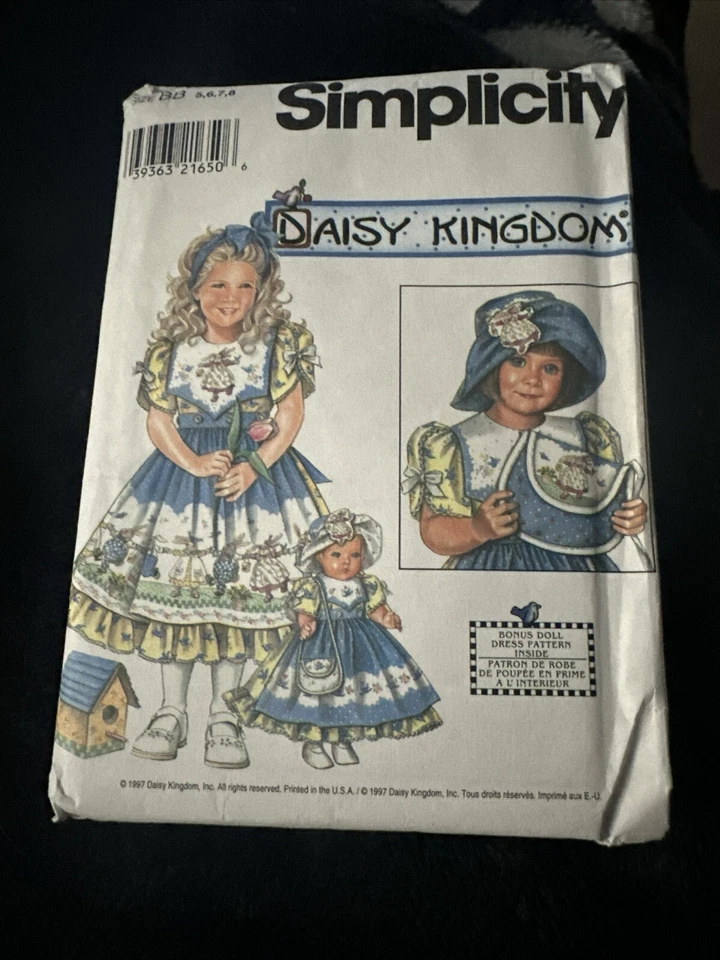 SIZE BB 5,6,7,8
Simplicity
39363 21650 6
DAISY KINGDOM
BONUS DOLL
DRESS PATTERN
INSIDE
PATRON DE ROBE
DE POUPÉE EN PRIME
A L'INTERIEUR
© 1997 Daisy Kingdom, Inc. All rights reserved. Printed in the U.S.A. / © 1997 Daisy Kingdom, Inc. Tous droits réservés. Imprimé aux E.-U.